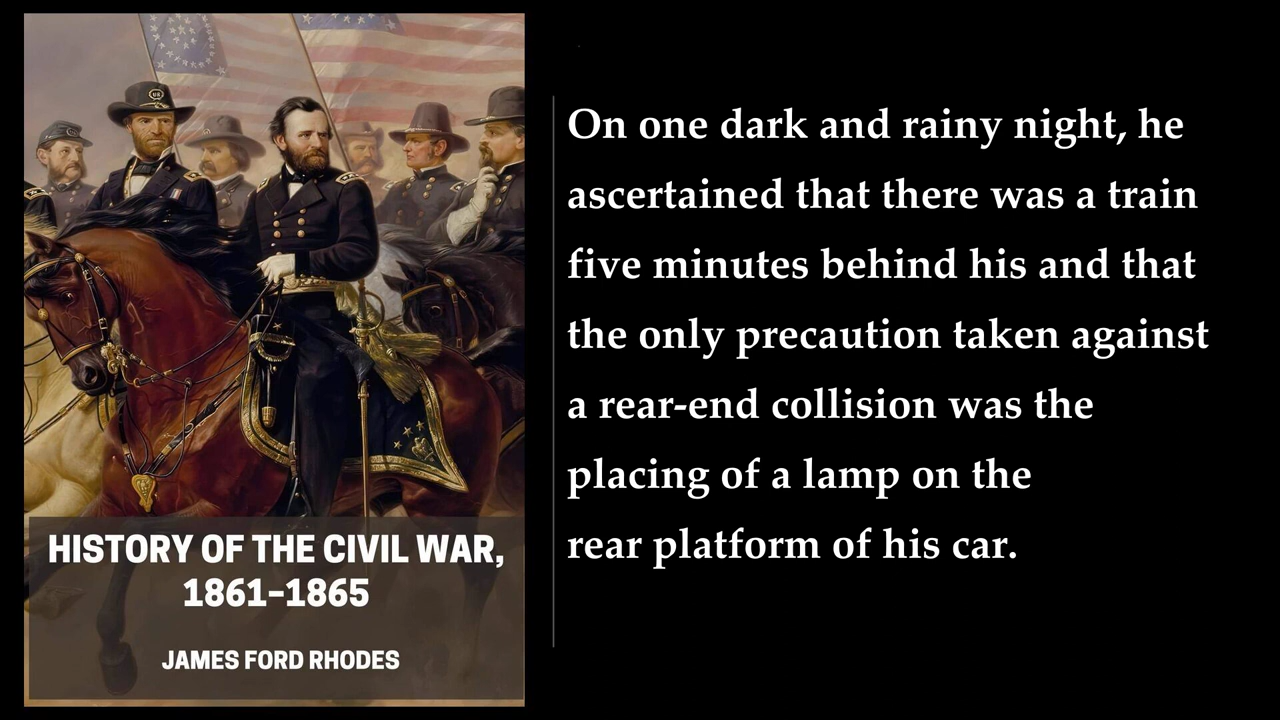 HISTORY OF THE CIVIL WAR,
1861–1865
JAMES FORD RHODES
On one dark and rainy night, he
ascertained that there was a train
five minutes behind his and that
the only precaution taken against
a rear-end collision was the
placing of a lamp on the
rear platform of his car.